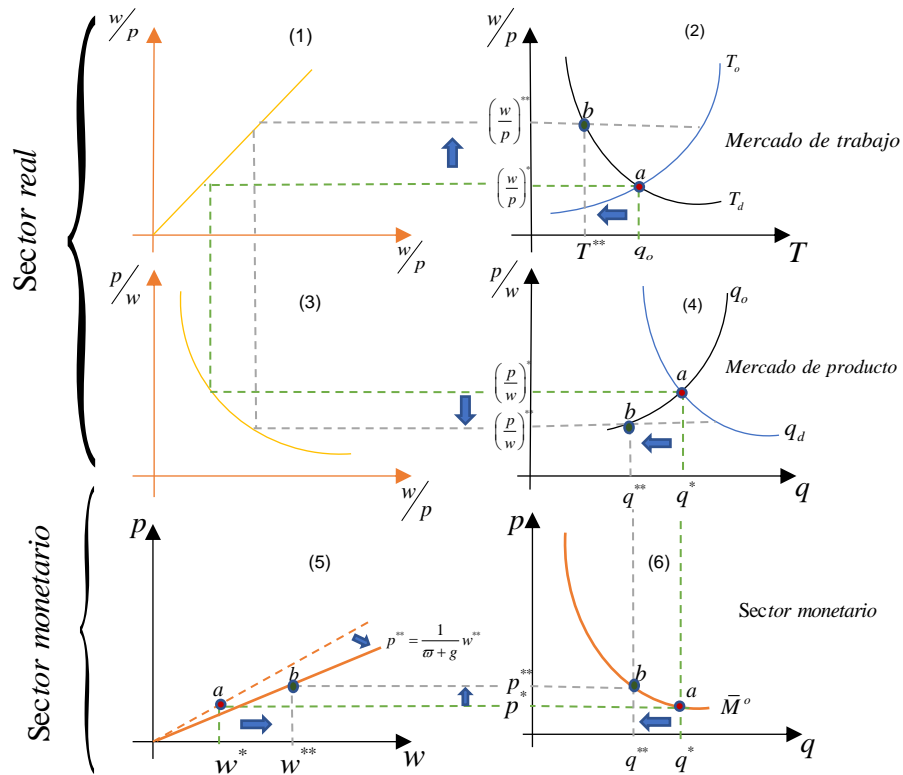 Sector real
w/p
(1)
w/p
w/p
(2)
T_o
b
(w/p)^**
Mercado de trabajo
(w/p)^*
a
T_d
T^**
q_o
T
p/w
(3)
w/p
p/w
(4)
q_o
(p/w)^*
a
Mercado de producto
(p/w)^**
b
q_d
q^**
q^*
q
Sector monetario
p
(5)
p^** = 1/(ϖ + g) w^**
a
b
w^*
w^**
w
p
(6)
Sector monetario
p^**
b
p^*
a
M̄^o
q^**
q^*
q